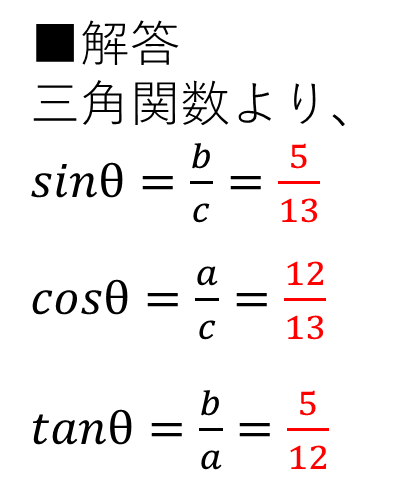 ■解答
三角関数より、
sinθ = b/c = 5/13
cosθ = a/c = 12/13
tanθ = b/a = 5/12